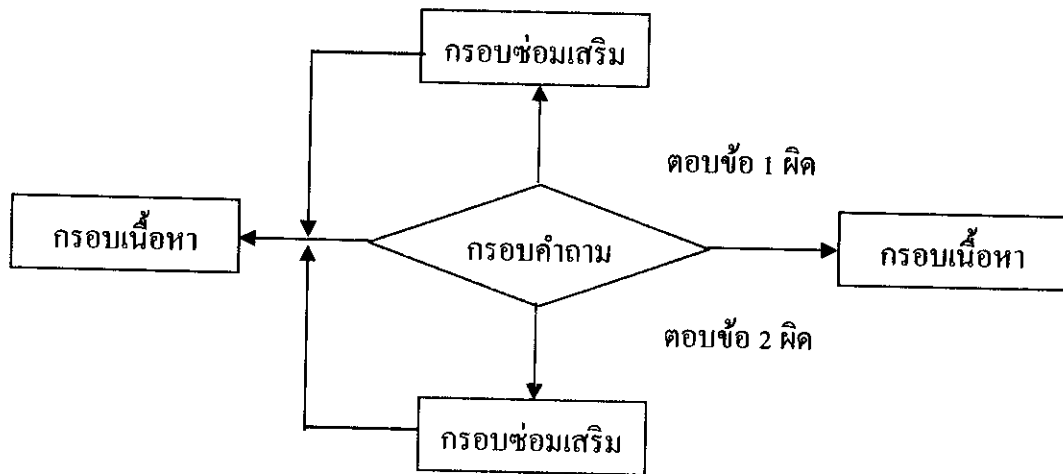 กรอบซ่อมเสริม
ตอบข้อ 1 ผิด
กรอบเนื้อหา
กรอบคำถาม
กรอบเนื้อหา
ตอบข้อ 2 ผิด
กรอบซ่อมเสริม